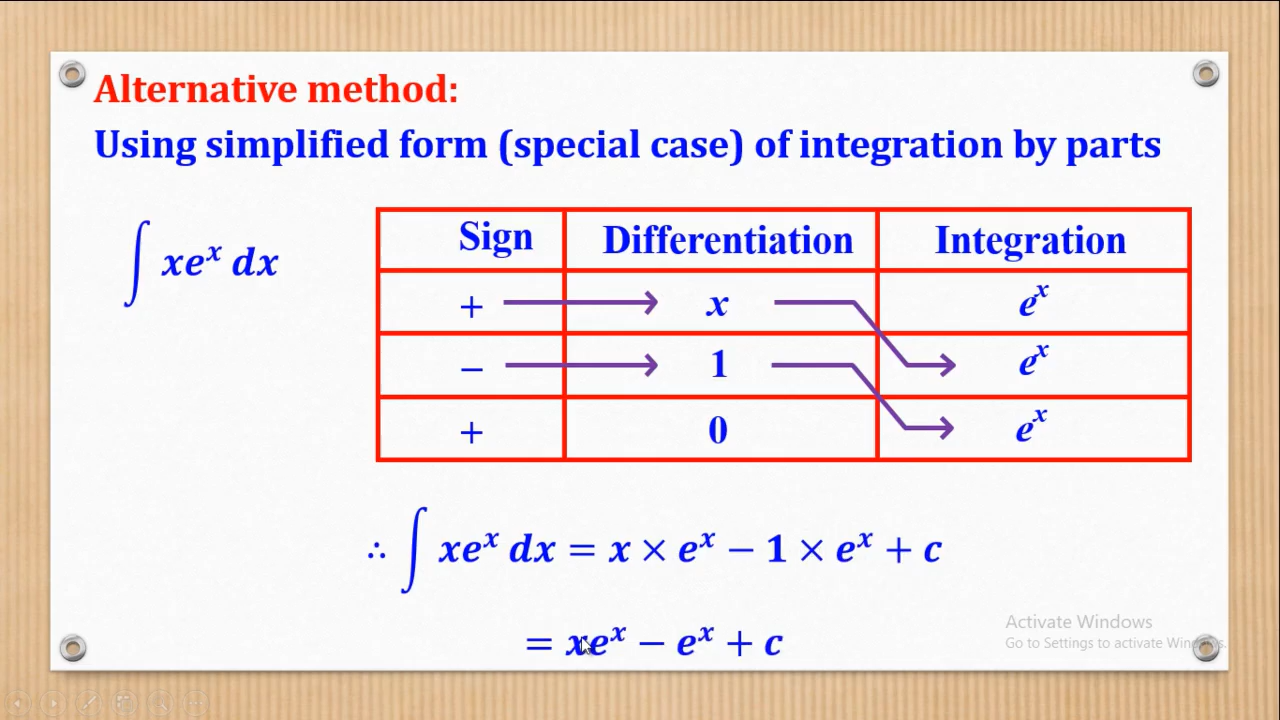 Alternative method:
Using simplified form (special case) of integration by parts
∫ xeˣ dx
Sign Differentiation Integration
+ x eˣ
− 1 eˣ
+ 0 eˣ
∴ ∫ xeˣ dx = x × eˣ − 1 × eˣ + c
= xeˣ − eˣ + c
Activate Windows
Go to Settings to activate Windows.